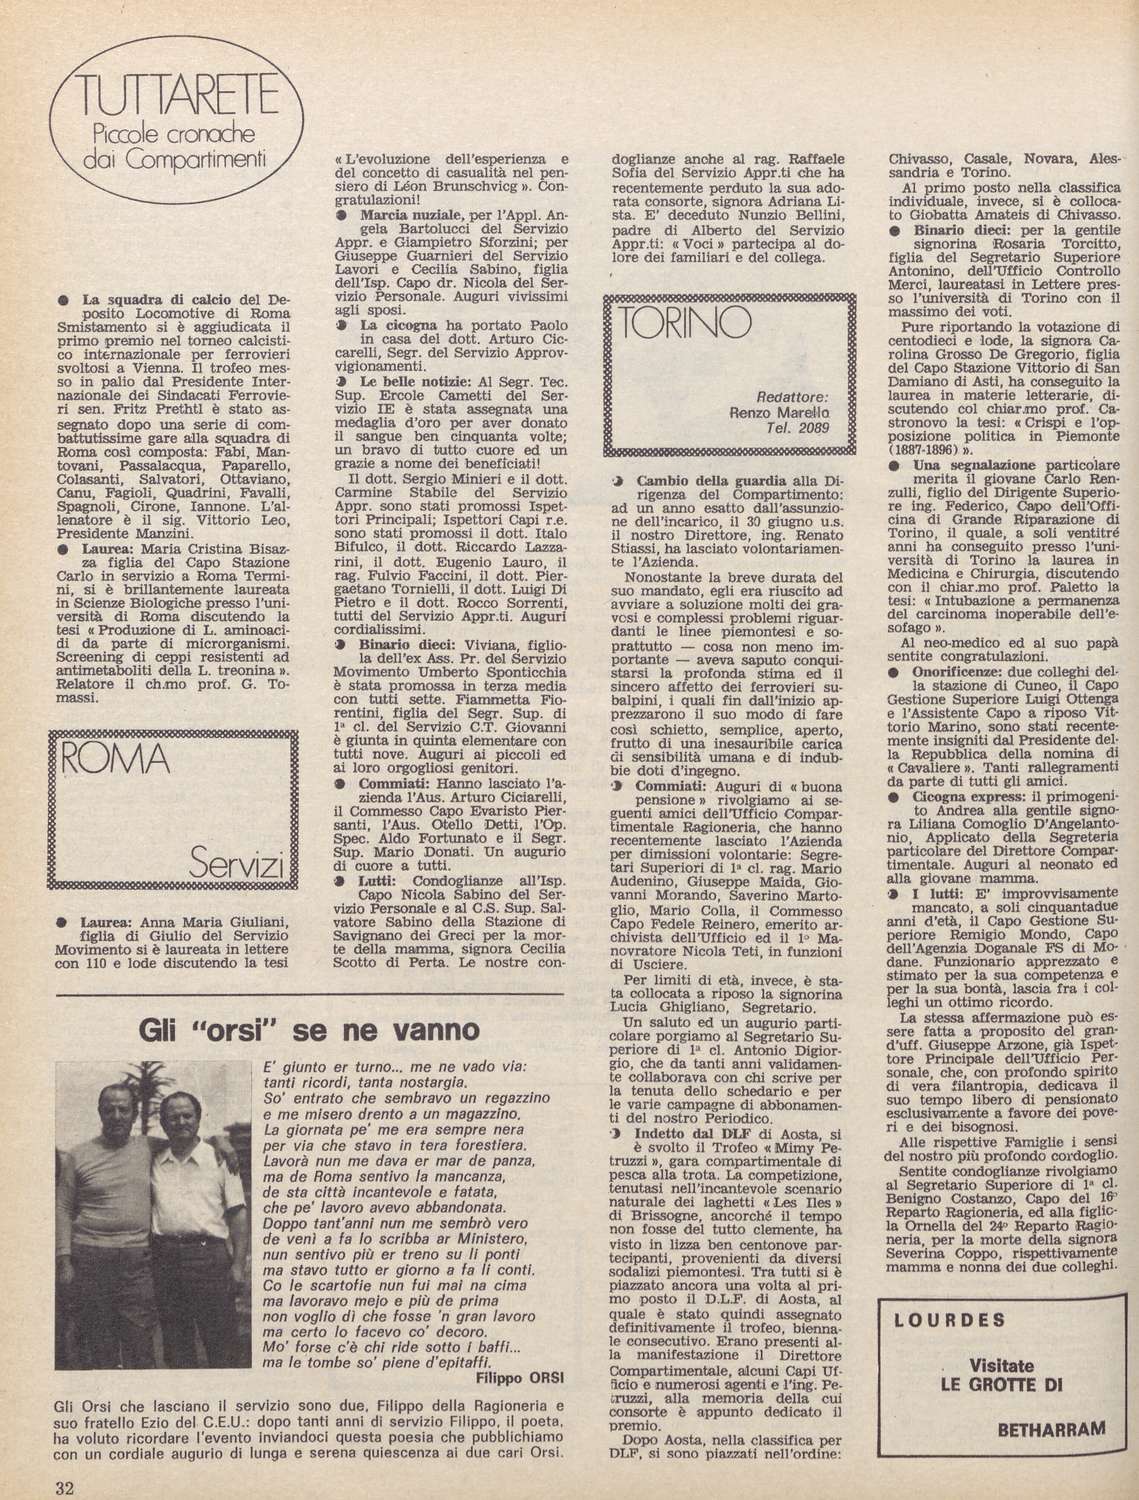 TUTTARETE
Piccole cronache
dai Compartimenti
● La squadra di calcio del De-
posito Locomotive di Roma
Smistamento si è aggiudicata il
primo premio nel torneo calcisti-
co internazionale per ferrovieri
svoltosi a Vienna. Il trofeo mes-
so in palio dal Presidente Inter-
nazionale dei Sindacati Ferrovie-
ri sen. Fritz Prethtl è stato as-
segnato dopo una serie di com-
battutissime gare alla squadra di
Roma così composta: Fabi, Man-
tovani, Passalacqua, Paparello,
Colasanti, Salvatori, Ottaviano,
Canu, Fagioli, Quadrini, Favalli,
Spagnoli, Cirone, Iannone. L'al-
lenatore è il sig. Vittorio Leo,
Presidente Manzini.
● Laurea: Maria Cristina Bisaz-
za figlia del Capo Stazione
Carlo in servizio a Roma Termi-
ni, si è brillantemente laureata
in Scienze Biologiche presso l'uni-
versità di Roma discutendo la
tesi « Produzione di L. aminoaci-
di da parte di microrganismi.
Screening di ceppi resistenti ad
antimetaboliti della L. treonina ».
Relatore il ch.mo prof. G. To-
massi.
ROMA
Servizi
● Laurea: Anna Maria Giuliani,
figlia di Giulio del Servizio
Movimento si è laureata in lettere
con 110 e lode discutendo la tesi
« L'evoluzione dell'esperienza e
del concetto di casualità nel pen-
siero di Léon Brunschvicg ». Con-
gratulazioni!
● Marcia nuziale, per l'Appl. An-
gela Bartolucci del Servizio
Appr. e Giampietro Sforzini; per
Giuseppe Guarnieri del Servizio
Lavori e Cecilia Sabino, figlia
dell'Isp. Capo dr. Nicola del Ser-
vizio Personale. Auguri vivissimi
agli sposi.
● La cicogna ha portato Paolo
in casa del dott. Arturo Cic-
carelli, Segr. del Servizio Approv-
vigionamenti.
● Le belle notizie: Al Segr. Tec.
Sup. Ercole Cametti del Ser-
vizio IE è stata assegnata una
medaglia d'oro per aver donato
il sangue ben cinquanta volte;
un bravo di tutto cuore ed un
grazie a nome dei beneficiati!
Il dott. Sergio Minieri e il dott.
Carmine Stabile del Servizio
Appr. sono stati promossi Ispet-
tori Principali; Ispettori Capi r.e.
sono stati promossi il dott. Italo
Bifulco, il dott. Riccardo Lazza-
rini, il dott. Eugenio Lauro, il
rag. Fulvio Faccini, il dott. Pier-
gaetano Tornielli, il dott. Luigi Di
Pietro e il dott. Rocco Sorrenti,
tutti del Servizio Appr.ti. Auguri
cordialissimi.
● Binario dieci: Viviana, figlio-
la dell'ex Ass. Pr. del Servizio
Movimento Umberto Sponticchia
è stata promossa in terza media
con tutti sette. Fiammetta Fio-
rentini, figlia del Segr. Sup. di
1ª cl. del Servizio C.T. Giovanni
è giunta in quinta elementare con
tutti nove. Auguri ai piccoli ed
ai loro orgogliosi genitori.
● Commiati: Hanno lasciato l'a-
zienda l'Aus. Arturo Ciciarelli,
il Commesso Capo Evaristo Pier-
santi, l'Aus. Otello Detti, l'Op.
Spec. Aldo Fortunato e il Segr.
Sup. Mario Donati. Un augurio
di cuore a tutti.
● Lutti: Condoglianze all'Isp.
Capo Nicola Sabino del Ser-
vizio Personale e al C.S. Sup. Sal-
vatore Sabino della Stazione di
Savignano dei Greci per la mor-
te della mamma, signora Cecilia
Scotto di Perta. Le nostre con-
doglianze anche al rag. Raffaele
Sofia del Servizio Appr.ti che ha
recentemente perduto la sua ado-
rata consorte, signora Adriana Li-
sta. E' deceduto Nunzio Bellini,
padre di Alberto del Servizio
Appr.ti: « Voci » partecipa al do-
lore dei familiari e del collega.
TORINO
Redattore:
Renzo Marello
Tel. 2089
● Cambio della guardia alla Di-
rigenza del Compartimento:
ad un anno esatto dall'assunzio-
ne dell'incarico, il 30 giugno u.s.
il nostro Direttore, ing. Renato
Stiassi, ha lasciato volontariamen-
te l'Azienda.
Nonostante la breve durata del
suo mandato, egli era riuscito ad
avviare a soluzione molti dei gra-
vosi e complessi problemi riguar-
danti le linee piemontesi e so-
prattutto — cosa non meno im-
portante — aveva saputo conqui-
starsi la profonda stima ed il
sincero affetto dei ferrovieri su-
balpini, i quali fin dall'inizio ap-
prezzarono il suo modo di fare
così schietto, semplice, aperto,
frutto di una inesauribile carica
di sensibilità umana e di indub-
bie doti d'ingegno.
● Commiati: Auguri di « buona
pensione » rivolgiamo ai se-
guenti amici dell'Ufficio Compar-
timentale Ragioneria, che hanno
recentemente lasciato l'Azienda
per dimissioni volontarie: Segre-
tari Superiori di 1ª cl. rag. Mario
Audenino, Giuseppe Maida, Gio-
vanni Morando, Saverino Marto-
glio, Mario Colla, il Commesso
Capo Fedele Reinero, emerito ar-
chivista dell'Ufficio ed il 1º Ma-
novratore Nicola Teti, in funzioni
di Usciere.
Per limiti di età, invece, è sta-
ta collocata a riposo la signorina
Lucia Ghigliano, Segretario.
Un saluto ed un augurio parti-
colare porgiamo al Segretario Su-
periore di 1ª cl. Antonio Digior-
gio, che da tanti anni validamen-
te collaborava con chi scrive per
la tenuta dello schedario e per
le varie campagne di abbonamen-
ti del nostro Periodico.
● Indetto dal DLF di Aosta, si
è svolto il Trofeo « Mimy Pe-
truzzi », gara compartimentale di
pesca alla trota. La competizione,
tenutasi nell'incantevole scenario
naturale dei laghetti « Les Iles »
di Brissogne, ancorché il tempo
non fosse del tutto clemente, ha
visto in lizza ben centonove par-
tecipanti, provenienti da diversi
sodalizi piemontesi. Tra tutti si è
piazzato ancora una volta al pri-
mo posto il D.L.F. di Aosta, al
quale è stato quindi assegnato
definitivamente il trofeo, bienna-
le consecutivo. Erano presenti al-
la manifestazione il Direttore
Compartimentale, alcuni Capi Uf-
ficio e numerosi agenti e l'ing. Pe-
truzzi, alla memoria della cui
consorte è appunto dedicato il
premio.
Dopo Aosta, nella classifica per
DLF, si sono piazzati nell'ordine:
Chivasso, Casale, Novara, Ales-
sandria e Torino.
Al primo posto nella classifica
individuale, invece, si è colloca-
to Giobatta Amateis di Chivasso.
● Binario dieci: per la gentile
signorina Rosaria Torcitto,
figlia del Segretario Superiore
Antonino, dell'Ufficio Controllo
Merci, laureatasi in Lettere pres-
so l'università di Torino con il
massimo dei voti.
Pure riportando la votazione di
centodieci e lode, la signora Ca-
rolina Grosso De Gregorio, figlia
del Capo Stazione Vittorio di San
Damiano di Asti, ha conseguito la
laurea in materie letterarie, di-
scutendo col chiar.mo prof. Ca-
stronovo la tesi: « Crispi e l'op-
posizione politica in Piemonte
(1887-1896) ».
● Una segnalazione particolare
merita il giovane Carlo Ren-
zulli, figlio del Dirigente Superio-
re ing. Federico, Capo dell'Offi-
cina di Grande Riparazione di
Torino, il quale, a soli ventitré
anni ha conseguito presso l'uni-
versità di Torino la laurea in
Medicina e Chirurgia, discutendo
con il chiar.mo prof. Paletto la
tesi: « Intubazione a permanenza
del carcinoma inoperabile dell'e-
sofago ».
Al neo-medico ed al suo papà
sentite congratulazioni.
● Onorificenze: due colleghi del-
la stazione di Cuneo, il Capo
Gestione Superiore Luigi Ottenga
e l'Assistente Capo a riposo Vit-
torio Marino, sono stati recente-
mente insigniti dal Presidente del-
la Repubblica della nomina di
« Cavaliere ». Tanti rallegramenti
da parte di tutti gli amici.
● Cicogna express: il primogeni-
to Andrea alla gentile signo-
ra Liliana Comoglio D'Angelanto-
nio, Applicato della Segreteria
particolare del Direttore Compar-
timentale. Auguri al neonato ed
alla giovane mamma.
● I lutti: E' improvvisamente
mancato, a soli cinquantadue
anni d'età, il Capo Gestione Su-
periore Remigio Mondo, Capo
dell'Agenzia Doganale FS di Mo-
dane. Funzionario apprezzato e
stimato per la sua competenza e
per la sua bontà, lascia fra i col-
leghi un ottimo ricordo.
La stessa affermazione può es-
sere fatta a proposito del gran-
d'uff. Giuseppe Arzone, già Ispet-
tore Principale dell'Ufficio Per-
sonale, che, con profondo spirito
di vera filantropia, dedicava il
suo tempo libero di pensionato
esclusivamente a favore dei pove-
ri e dei bisognosi.
Alle rispettive Famiglie i sensi
del nostro più profondo cordoglio.
Sentite condoglianze rivolgiamo
al Segretario Superiore di 1ª cl.
Benigno Costanzo, Capo del 16º
Reparto Ragioneria, ed alla figlio-
la Ornella del 24º Reparto Ragio-
neria, per la morte della signora
Severina Coppo, rispettivamente
mamma e nonna dei due colleghi.
Gli "orsi" se ne vanno
E' giunto er turno... me ne vado via:
tanti ricordi, tanta nostargia.
So' entrato che sembravo un regazzino
e me misero drento a un magazzino.
La giornata pe' me era sempre nera
per via che stavo in tera forestiera.
Lavorà nun me dava er mar de panza,
ma de Roma sentivo la mancanza,
de sta città incantevole e fatata,
che pe' lavoro avevo abbandonata.
Doppo tant'anni nun me sembrò vero
de venì a fa lo scribba ar Ministero,
nun sentivo più er treno su li ponti
ma stavo tutto er giorno a fa li conti.
Co le scartofie nun fui mai na cima
ma lavoravo mejo e più de prima
non voglio dì che fosse 'n gran lavoro
ma certo lo facevo co' decoro.
Mo' forse c'è chi ride sotto i baffi...
ma le tombe so' piene d'epitaffi.
Filippo ORSI
Gli Orsi che lasciano il servizio sono due, Filippo della Ragioneria e
suo fratello Ezio del C.E.U.: dopo tanti anni di servizio Filippo, il poeta,
ha voluto ricordare l'evento inviandoci questa poesia che pubblichiamo
con un cordiale augurio di lunga e serena quiescenza ai due cari Orsi.
LOURDES
Visitate
LE GROTTE DI
BETHARRAM
32